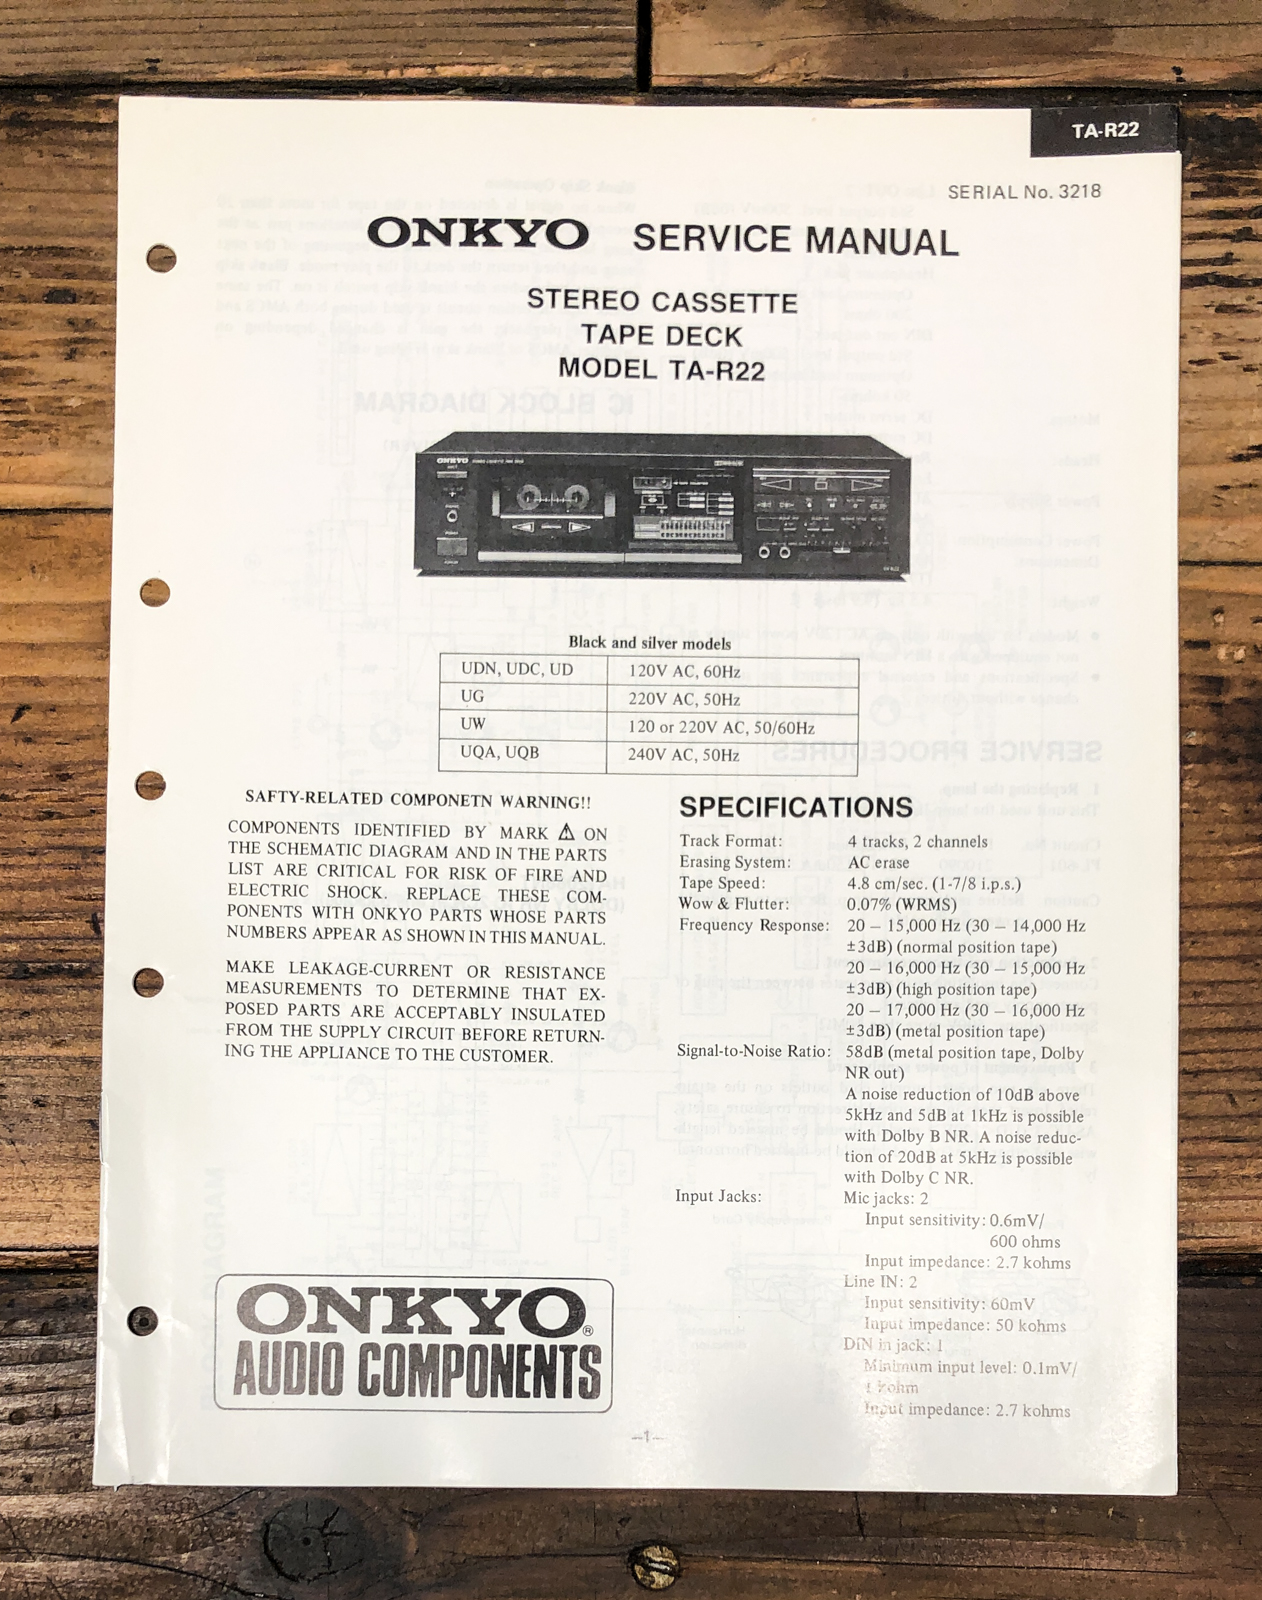 TA-R22
SERIAL No. 3218
ONKYO SERVICE MANUAL
STEREO CASSETTE
TAPE DECK
MODEL TA-R22
ONKYO
Black and silver models
UDN, UDC, UD 120V AC, 60Hz
UG 220V AC, 50Hz
UW 120 or 220V AC, 50/60Hz
UQA, UQB 240V AC, 50Hz
SAFTY-RELATED COMPONETN WARNING!!
COMPONENTS IDENTIFIED BY MARK ⚠ ON
THE SCHEMATIC DIAGRAM AND IN THE PARTS
LIST ARE CRITICAL FOR RISK OF FIRE AND
ELECTRIC SHOCK. REPLACE THESE COM-
PONENTS WITH ONKYO PARTS WHOSE PARTS
NUMBERS APPEAR AS SHOWN IN THIS MANUAL.
MAKE LEAKAGE-CURRENT OR RESISTANCE
MEASUREMENTS TO DETERMINE THAT EX-
POSED PARTS ARE ACCEPTABLY INSULATED
FROM THE SUPPLY CIRCUIT BEFORE RETURN-
ING THE APPLIANCE TO THE CUSTOMER.
ONKYO®
AUDIO COMPONENTS
SPECIFICATIONS
Track Format: 4 tracks, 2 channels
Erasing System: AC erase
Tape Speed: 4.8 cm/sec. (1-7/8 i.p.s.)
Wow & Flutter: 0.07% (WRMS)
Frequency Response: 20 – 15,000 Hz (30 – 14,000 Hz
±3dB) (normal position tape)
20 – 16,000 Hz (30 – 15,000 Hz
±3dB) (high position tape)
20 – 17,000 Hz (30 – 16,000 Hz
±3dB) (metal position tape)
Signal-to-Noise Ratio: 58dB (metal position tape, Dolby
NR out)
A noise reduction of 10dB above
5kHz and 5dB at 1kHz is possible
with Dolby B NR. A noise reduc-
tion of 20dB at 5kHz is possible
with Dolby C NR.
Input Jacks: Mic jacks: 2
Input sensitivity: 0.6mV/
600 ohms
Input impedance: 2.7 kohms
Line IN: 2
Input sensitivity: 60mV
Input impedance: 50 kohms
DIN in jack: 1
Minimum input level: 0.1mV/
1 kohm
Input impedance: 2.7 kohms
–1–